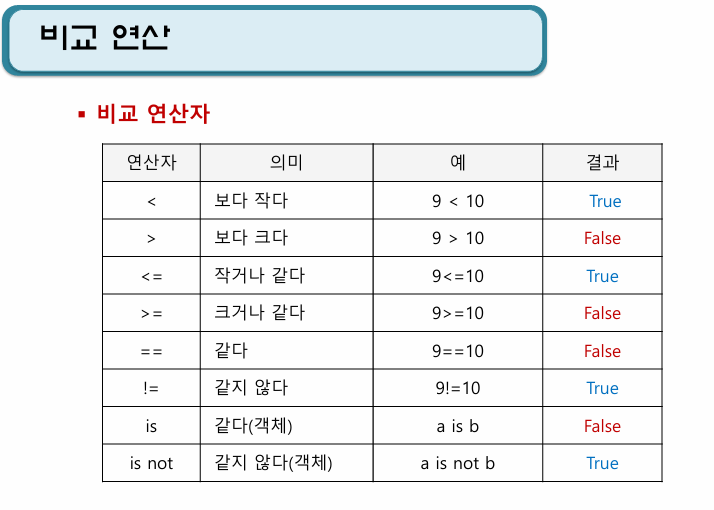 비교 연산
▪ 비교 연산자
연산자 의미 예 결과
< 보다 작다 9 < 10 True
> 보다 크다 9 > 10 False
<= 작거나 같다 9<=10 True
>= 크거나 같다 9>=10 False
== 같다 9==10 False
!= 같지 않다 9!=10 True
is 같다(객체) a is b False
is not 같지 않다(객체) a is not b True